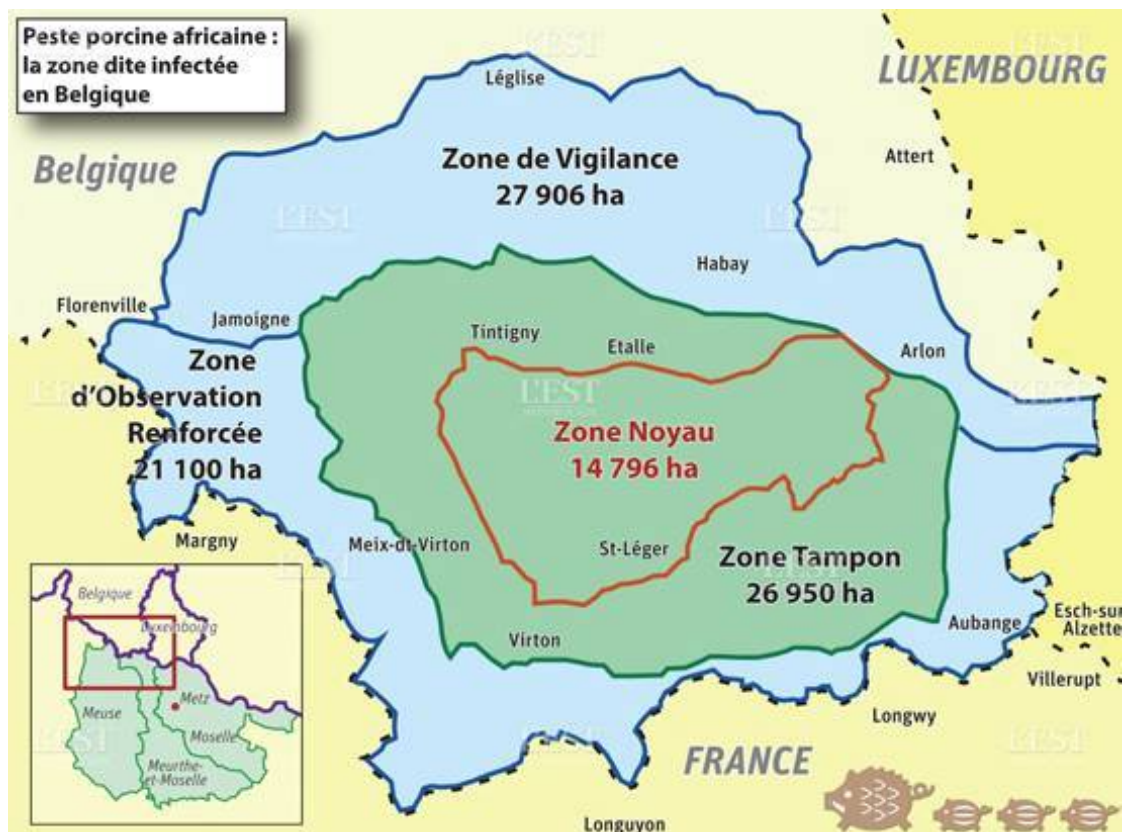 Peste porcine africaine :
la zone dite infectée
en Belgique
LUXEMBOURG
Léglise
Belgique
Zone de Vigilance
27 906 ha
Attert
L'EST
L'EST
Habay
Florenville
Jamoigne
Tintigny
Etalle
Arlon
Zone
d'Observation
Renforcée
21 100 ha
L'EST
Zone Noyau
14 796 ha
Margny
Meix-dt-Virton
St-Léger
Zone Tampon
26 950 ha
Virton
Aubange
Esch-sur-
Alzette
Villerupt
Longwy
FRANCE
Longuyon
Belgique
Luxembourg
Metz
Meuse
Moselle
Meurthe-
et-Moselle